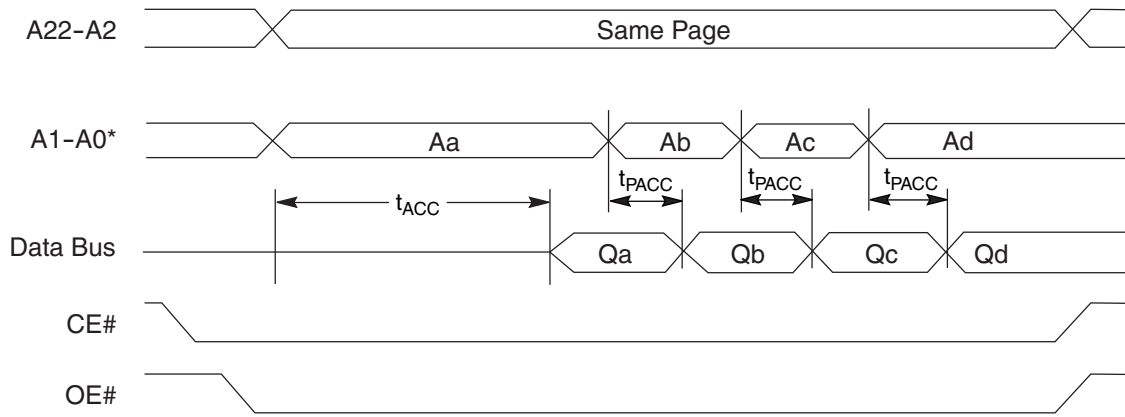 A22-A2 Same Page
A1-A0* Aa Ab Ac Ad
tACC tPACC tPACC tPACC
Data Bus Qa Qb Qc Qd
CE#
OE#